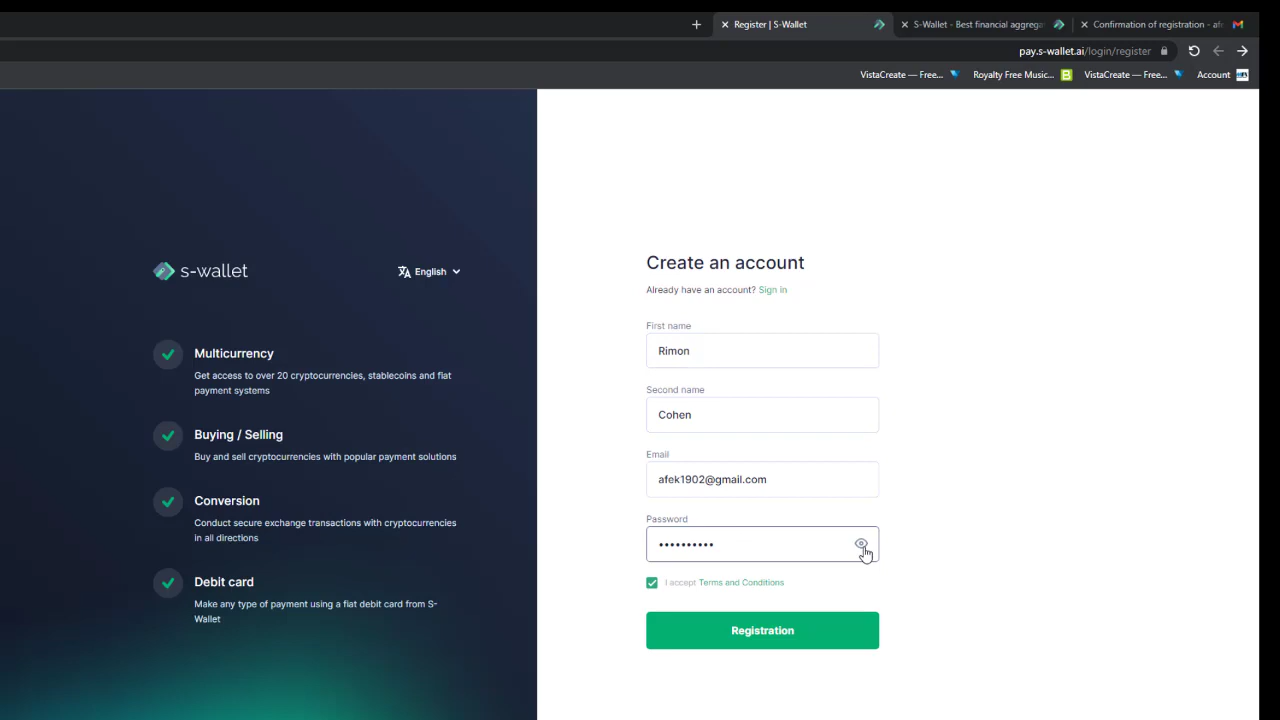 Register | S-Wallet
S-Wallet - Best financial aggrega
Confirmation of registration - afe
pay.s-wallet.ai/login/register
VistaCreate — Free...
Royalty Free Music...
VistaCreate — Free...
Account
s-wallet
English
Multicurrency
Get access to over 20 cryptocurrencies, stablecoins and fiat
payment systems
Buying / Selling
Buy and sell cryptocurrencies with popular payment solutions
Conversion
Conduct secure exchange transactions with cryptocurrencies
in all directions
Debit card
Make any type of payment using a fiat debit card from S-
Wallet
Create an account
Already have an account? Sign in
First name
Rimon
Second name
Cohen
Email
afek1902@gmail.com
Password
••••••••••
I accept Terms and Conditions
Registration